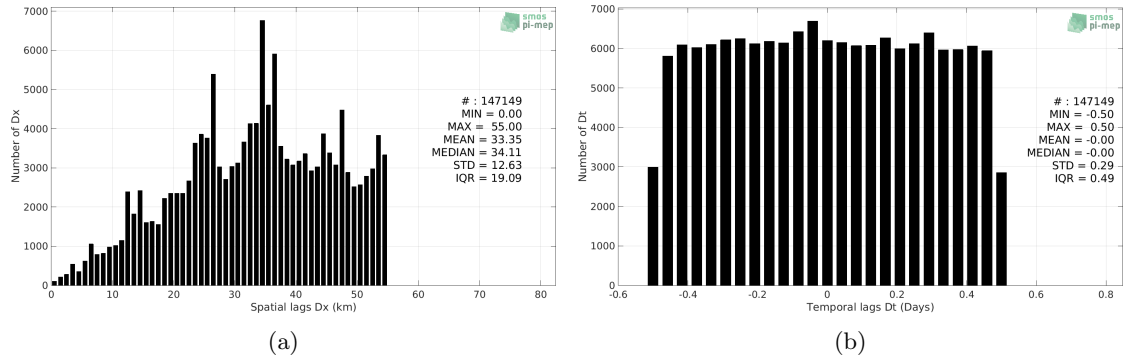 7000
6000
5000
4000
3000
2000
1000
0
0 10 20 30 40 50 60 70 80
Number of Dx
Spatial lags Dx (km)
smos
pi-mep
# : 147149
MIN = 0.00
MAX = 55.00
MEAN = 33.35
MEDIAN = 34.11
STD = 12.63
IQR = 19.09
(a)
7000
6000
5000
4000
3000
2000
1000
0
-0.6 -0.4 -0.2 0 0.2 0.4 0.6 0.8
Number of Dt
Temporal lags Dt (Days)
smos
pi-mep
# : 147149
MIN = -0.50
MAX = 0.50
MEAN = -0.00
MEDIAN = -0.00
STD = 0.29
IQR = 0.49
(b)